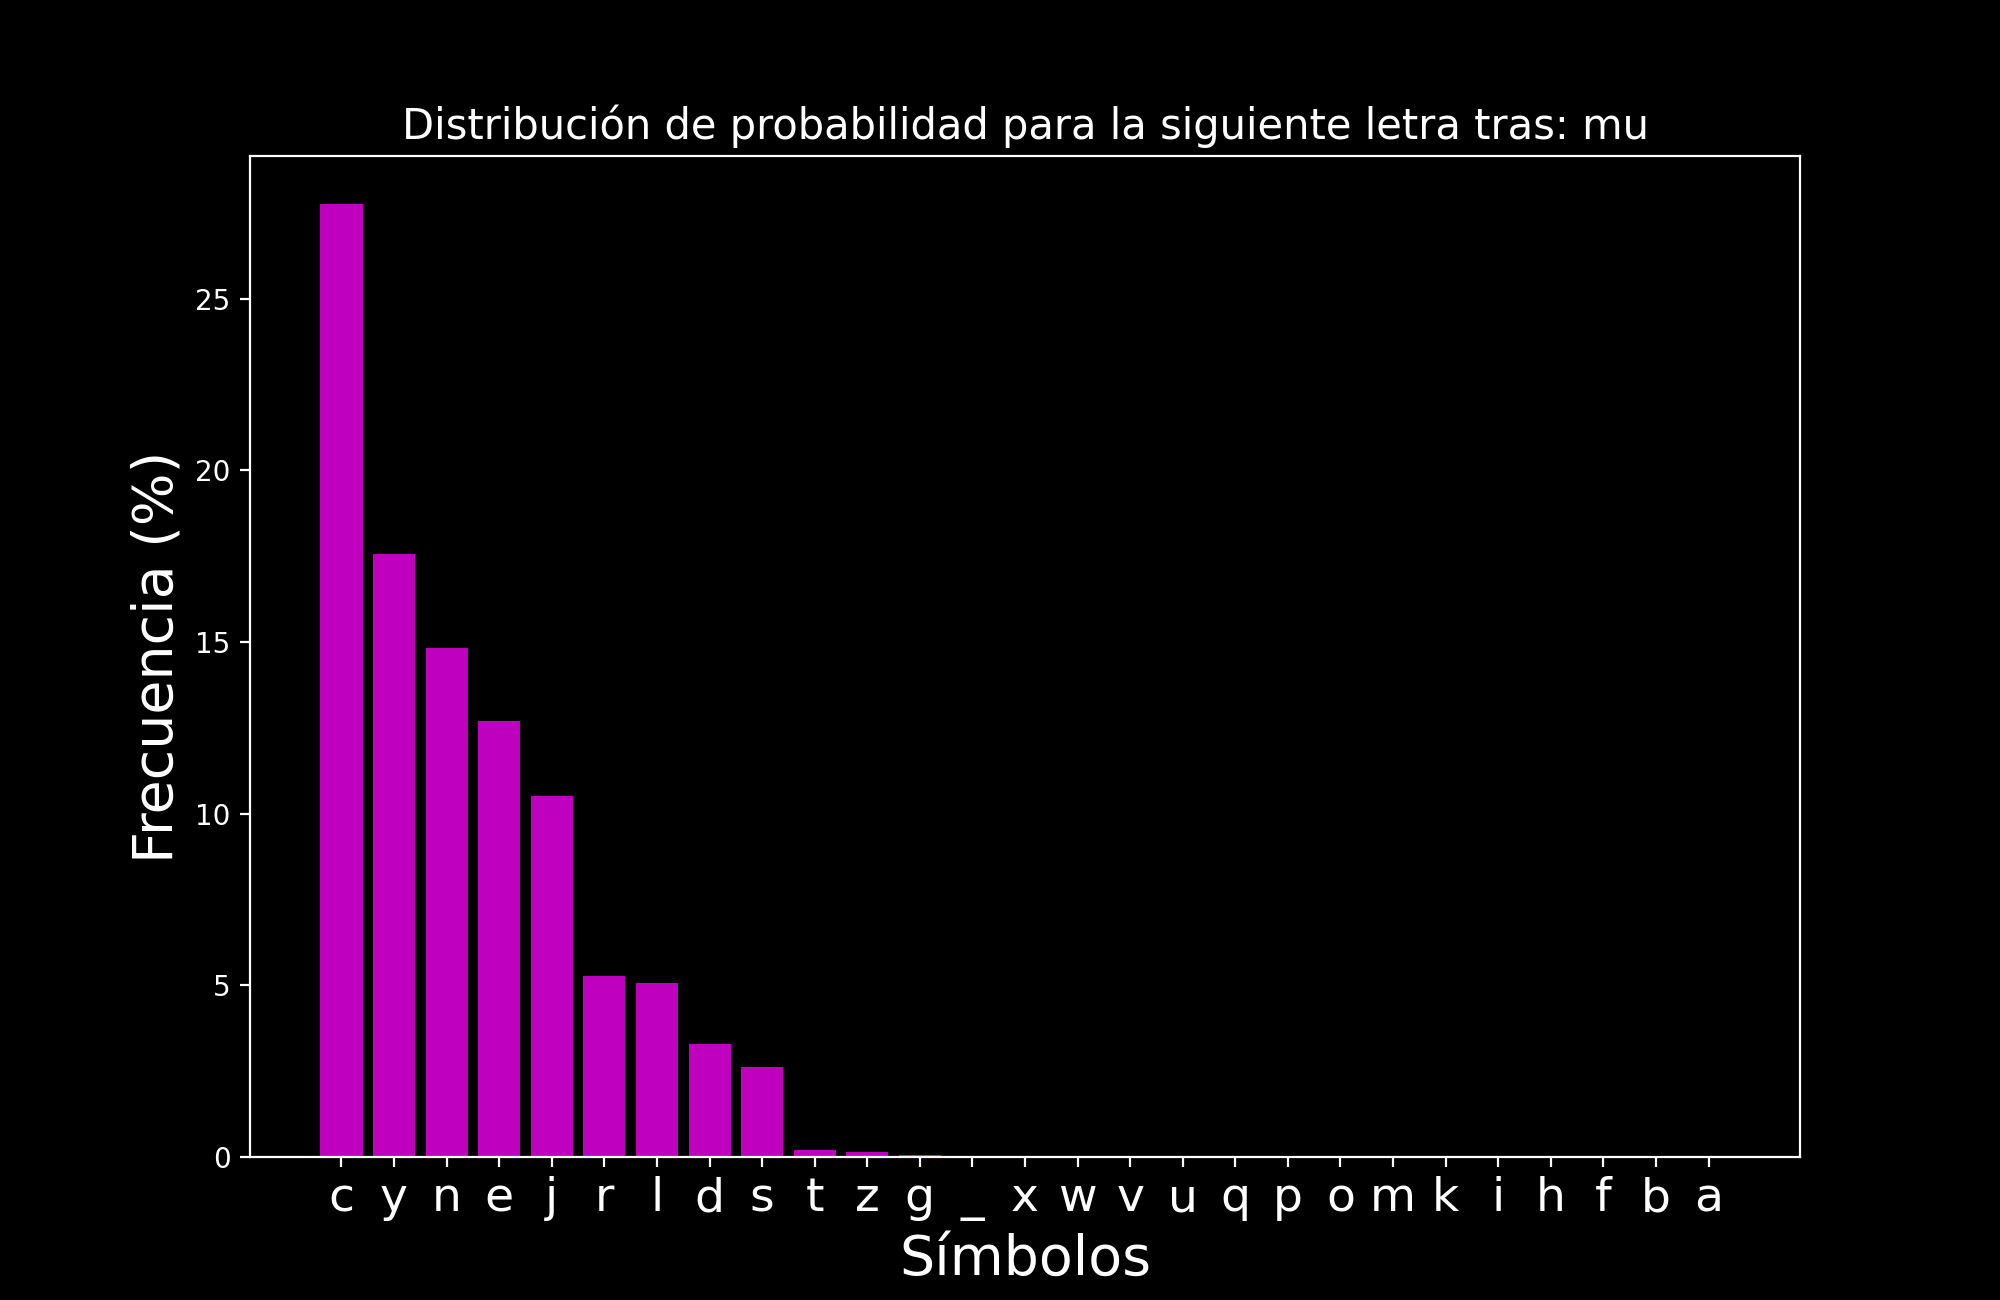 Distribución de probabilidad para la siguiente letra tras: mu
Frecuencia (%)
25
20
15
10
5
0
c y n e j r l d s t z g _ x w v u q p o m k i h f b a
Símbolos